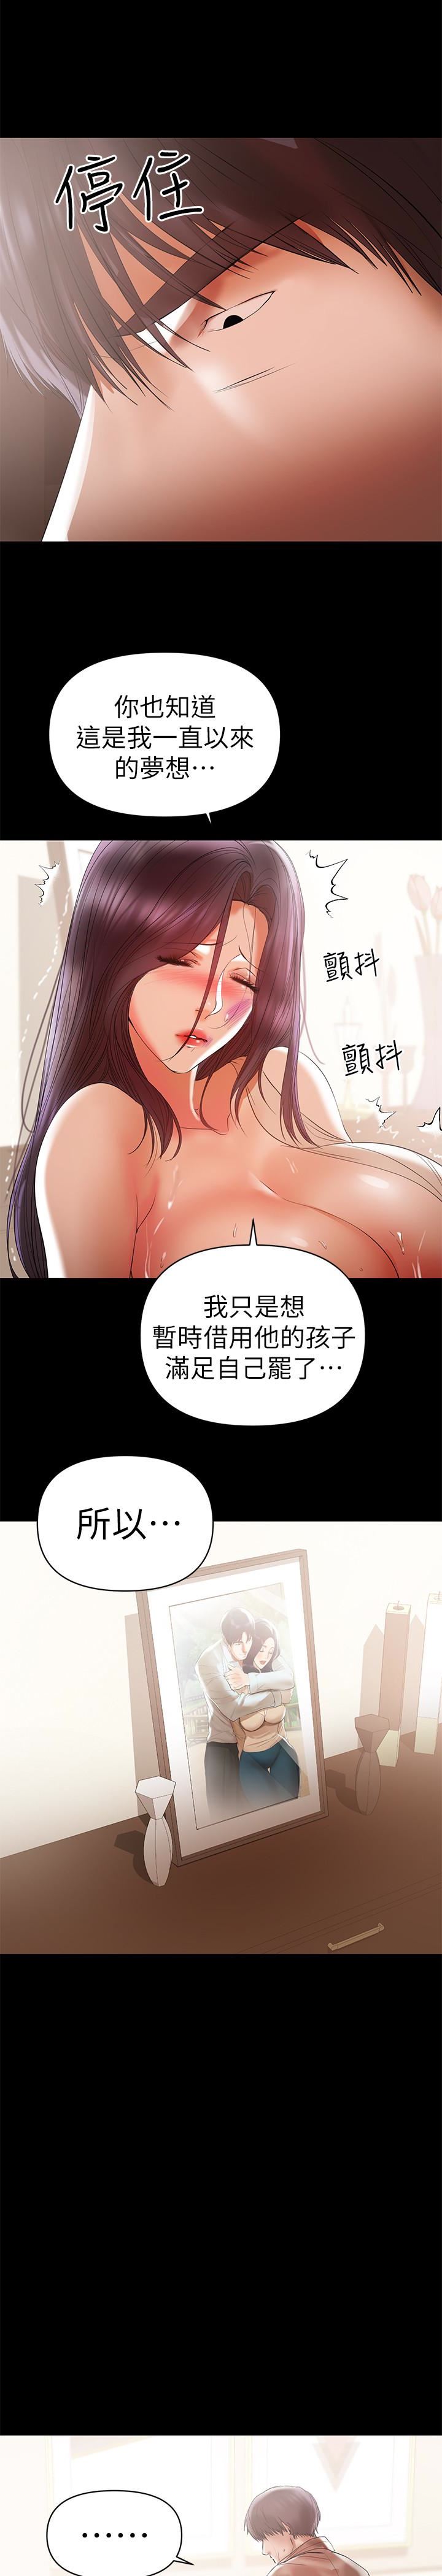 停住
你也知道
這是我一直以來
的夢想…
顫抖
顫抖
我只是想
暫時借用他的孩子
滿足自己罷了…
所以…
……